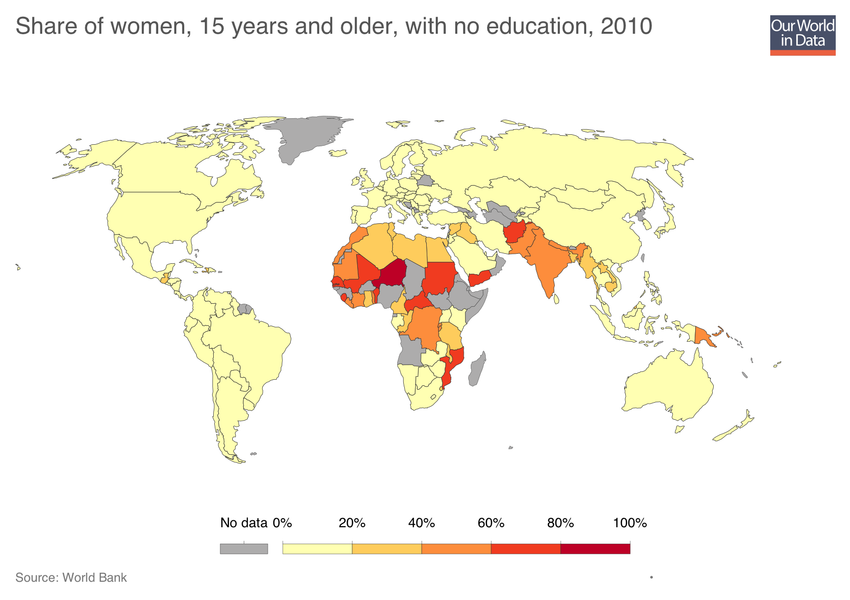 Share of women, 15 years and older, with no education, 2010
Our World
in Data
No data 0% 20% 40% 60% 80% 100%
Source: World Bank